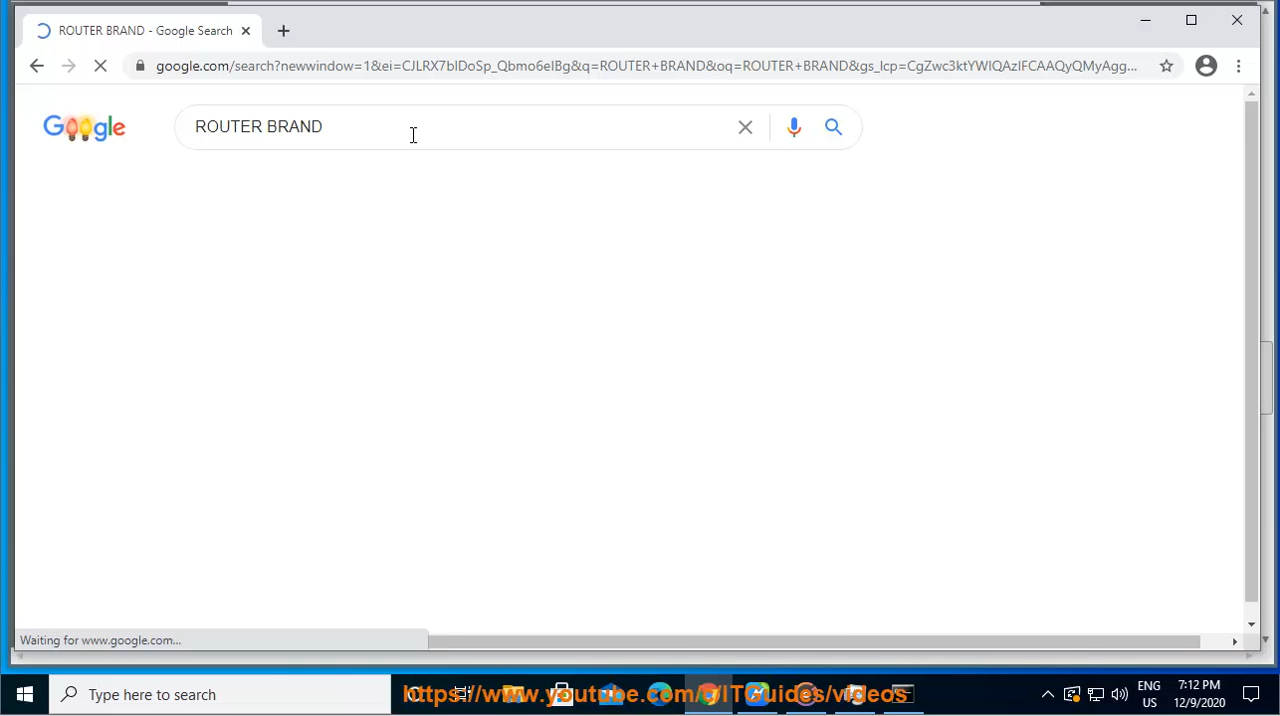 ROUTER BRAND - Google Search
google.com/search?newwindow=1&ei=CJLRX7blDoSp_Qbmo6eIBg&q=ROUTER+BRAND&oq=ROUTER+BRAND&gs_lcp=CgZwc3ktYWIQAzIFCAAQyQMyAgg...
Google
ROUTER BRAND
Waiting for www.google.com...
Type here to search
Https://www.youtube.com/c/ITGuides/videos
ENG
US
7:12 PM
12/9/2020